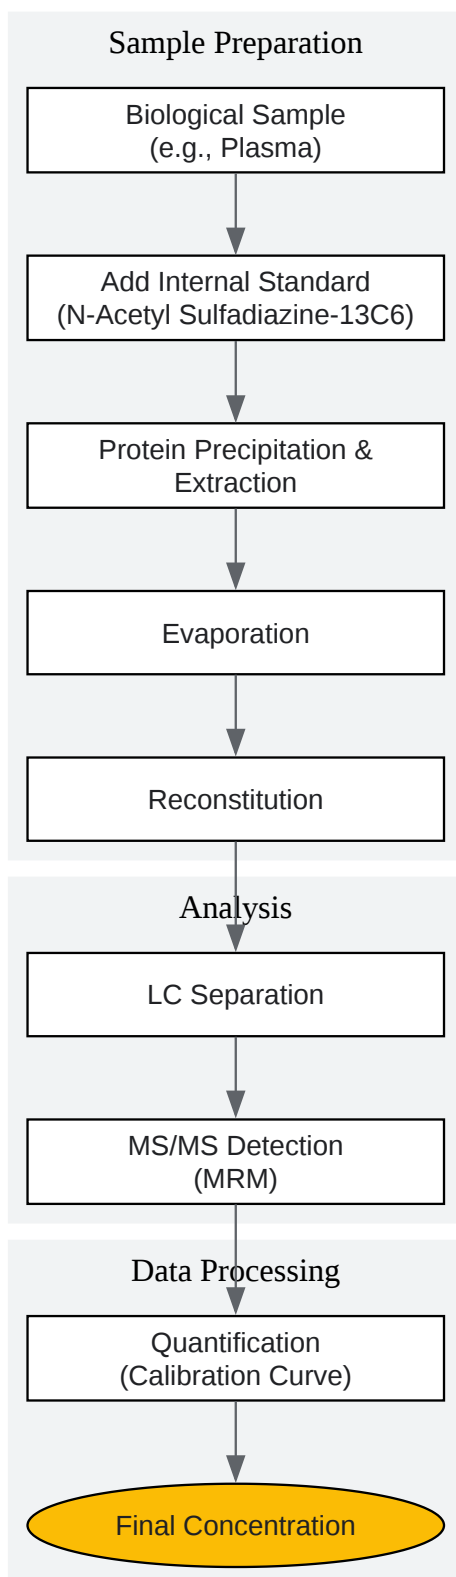 Sample Preparation
Biological Sample
(e.g., Plasma)
Add Internal Standard
(N-Acetyl Sulfadiazine-13C6)
Protein Precipitation &
Extraction
Evaporation
Reconstitution
Analysis
LC Separation
MS/MS Detection
(MRM)
Data Processing
Quantification
(Calibration Curve)
Final Concentration